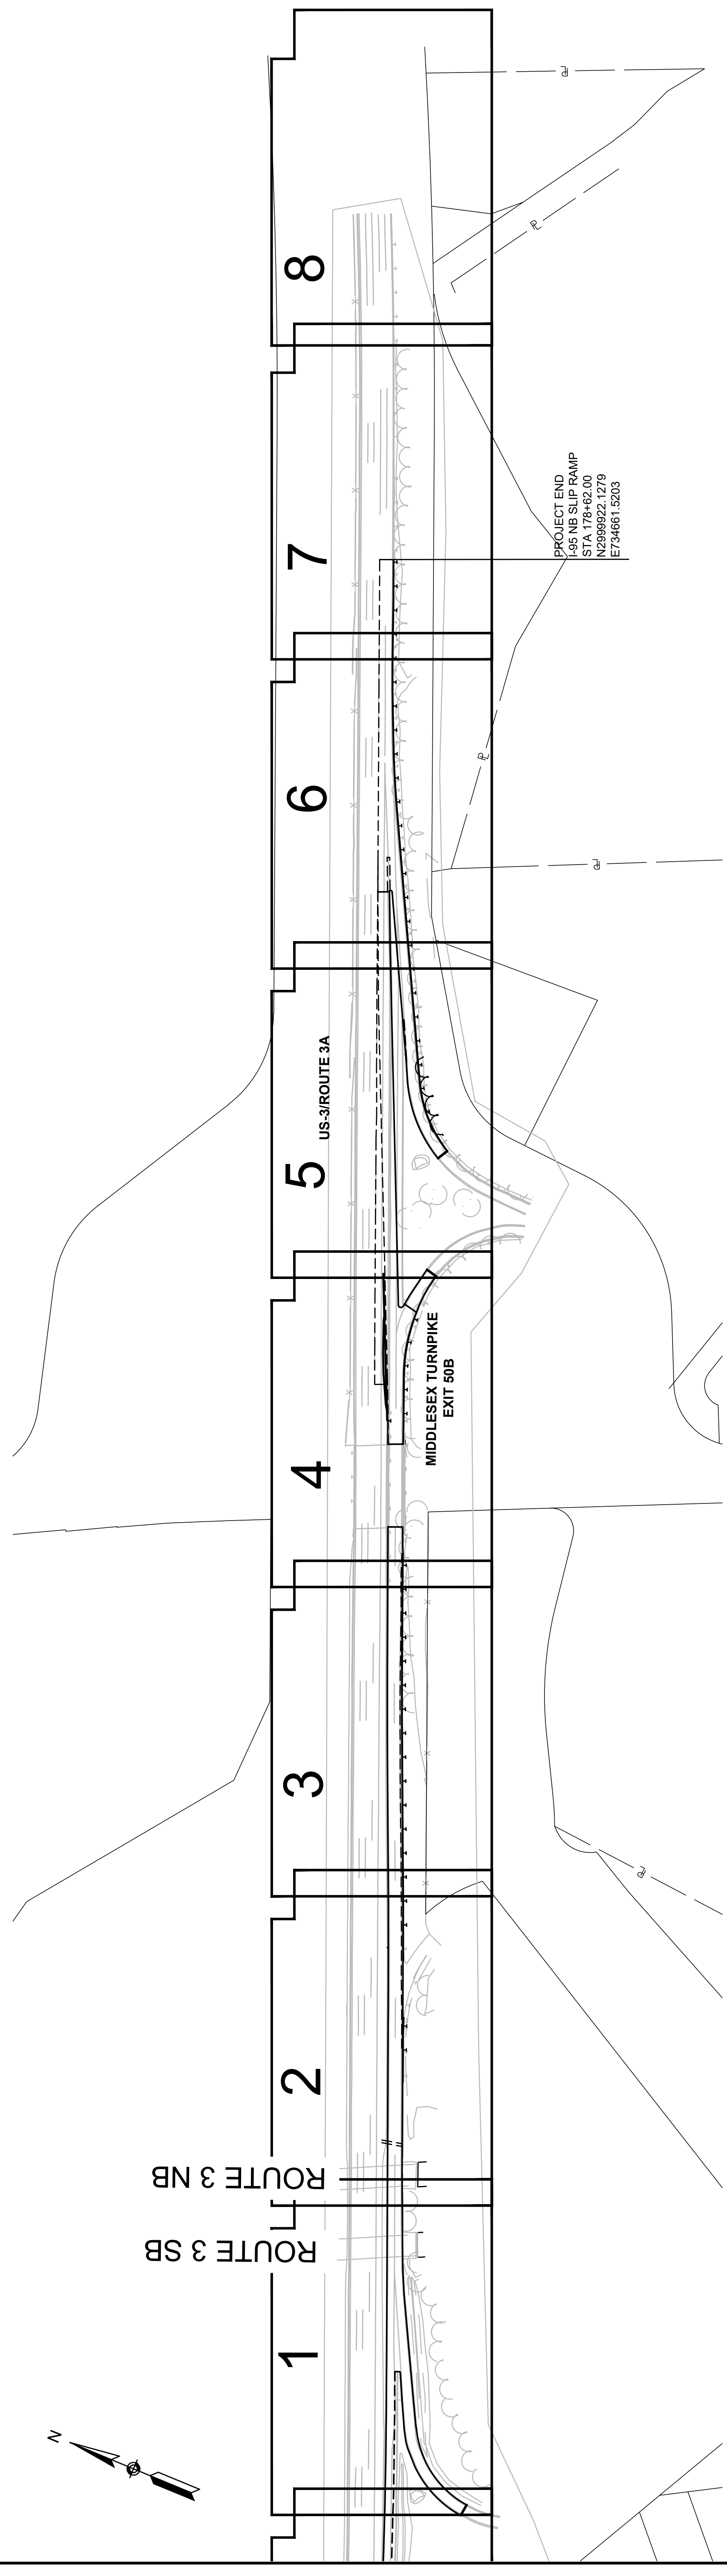 8
7
PROJECT END
I-95 NB SLIP RAMP
STA 178+62.00
N2999922.1279
E734661.5203
6
US-3/ROUTE 3A
5
MIDDLESEX TURNPIKE
EXIT 50B
4
3
2
ROUTE 3 NB
ROUTE 3 SB
1
N